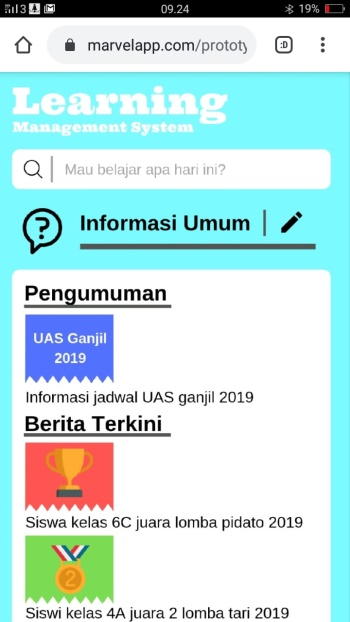 3
09.24
19%
marvelapp.com/prototy
:D
Learning
Management System
Mau belajar apa hari ini?
?
Informasi Umum
Pengumuman
UAS Ganjil
2019
Informasi jadwal UAS ganjil 2019
Berita Terkini
Siswa kelas 6C juara lomba pidato 2019
2
Siswi kelas 4A juara 2 lomba tari 2019